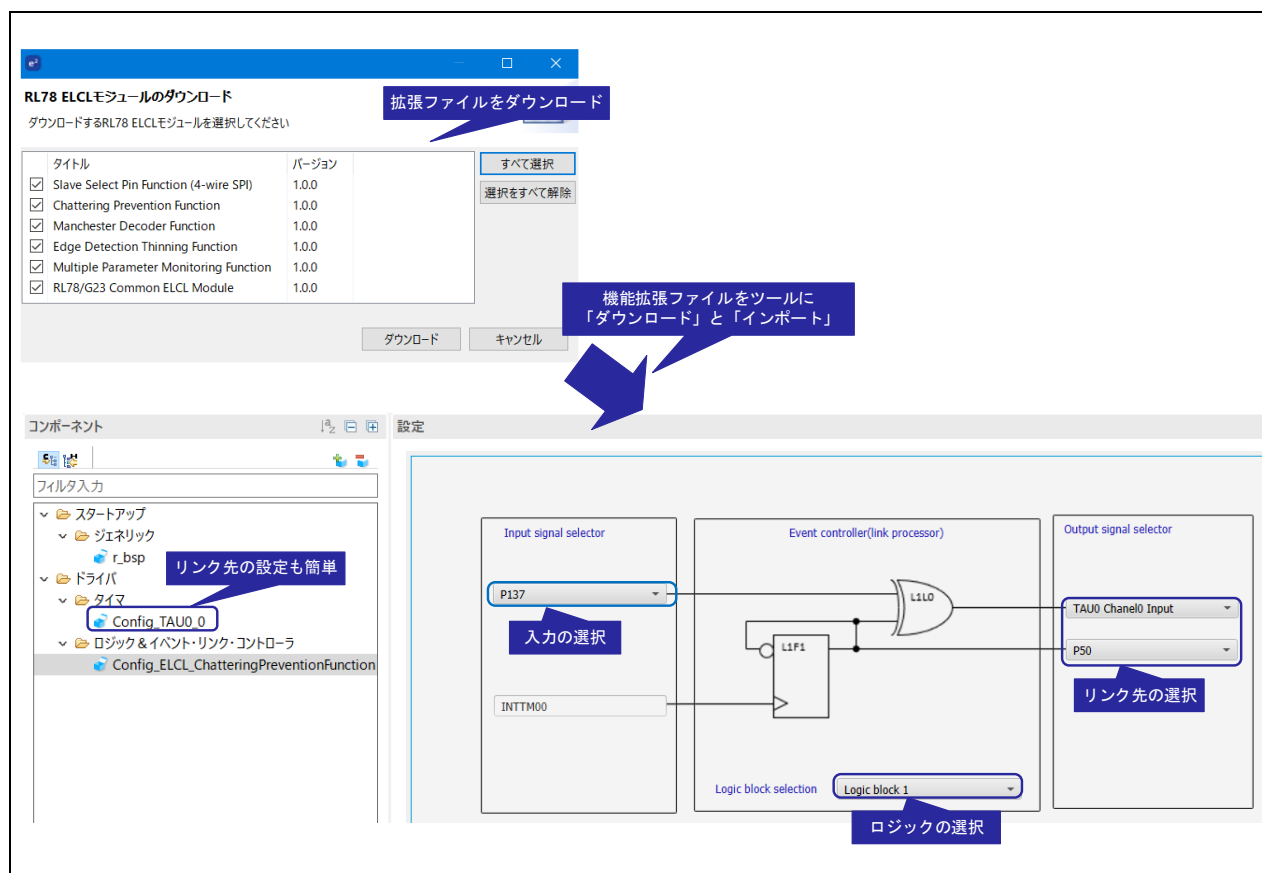 e²
RL78 ELCLモジュールのダウンロード
ダウンロードするRL78 ELCLモジュールを選択してください
拡張ファイルをダウンロード
タイトル バージョン
Slave Select Pin Function (4-wire SPI) 1.0.0
Chattering Prevention Function 1.0.0
Manchester Decoder Function 1.0.0
Edge Detection Thinning Function 1.0.0
Multiple Parameter Monitoring Function 1.0.0
RL78/G23 Common ELCL Module 1.0.0
すべて選択
選択をすべて解除
ダウンロード キャンセル
機能拡張ファイルをツールに
「ダウンロード」と「インポート」
コンポーネント
フィルタ入力
スタートアップ
ジェネリック
r_bsp
ドライバ
タイマ
Config_TAU0_0
ロジック＆イベント・リンク・コントローラ
Config_ELCL_ChatteringPreventionFunction
リンク先の設定も簡単
設定
Input signal selector
P137
入力の選択
INTTM00
Event controller(link processor)
L1L0
L1F1
Logic block selection Logic block 1
ロジックの選択
Output signal selector
TAU0 Chanel0 Input
P50
リンク先の選択